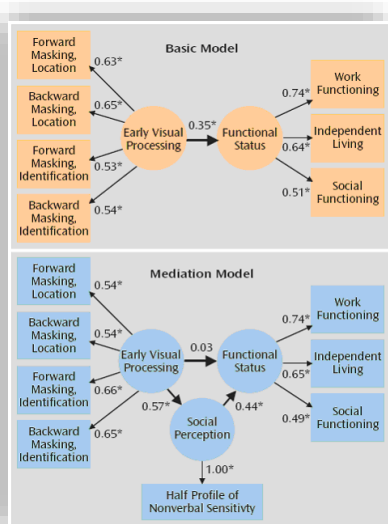 Basic Model
Forward
Masking,
Location
0.63*
Backward
Masking,
Location
0.65*
Forward
Masking,
Identification
0.53*
Backward
Masking,
Identification
0.54*
Early Visual
Processing
0.35*
Functional
Status
0.74*
Work
Functioning
0.64*
Independent
Living
0.51*
Social
Functioning
Mediation Model
Forward
Masking,
Location
0.54*
Backward
Masking,
Location
0.54*
Forward
Masking,
Identification
0.66*
Backward
Masking,
Identification
0.65*
Early Visual
Processing
0.03
Functional
Status
0.57*
0.44*
Social
Perception
0.74*
Work
Functioning
0.65*
Independent
Living
0.49*
Social
Functioning
1.00*
Half Profile of
Nonverbal Sensitivty